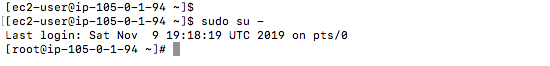 [ec2-user@ip-105-0-1-94 ~]$
[ec2-user@ip-105-0-1-94 ~]$ sudo su -
Last login: Sat Nov  9 19:18:19 UTC 2019 on pts/0
[root@ip-105-0-1-94 ~]#